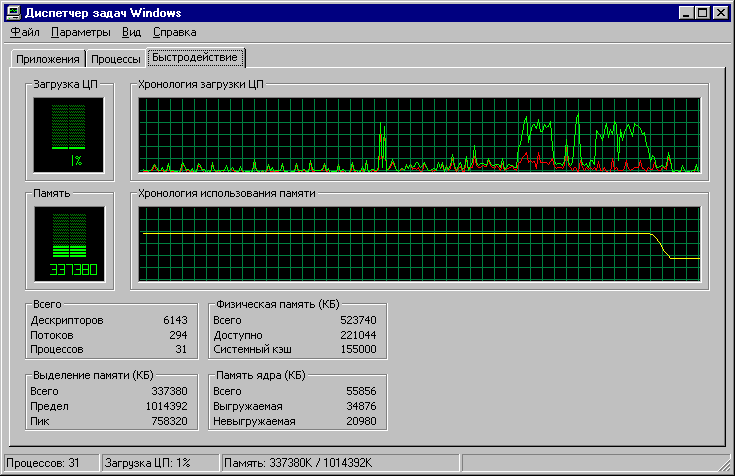 Диспетчер задач Windows
Файл Параметры Вид Справка
Приложения Процессы Быстродействие
Загрузка ЦП
1%
Хронология загрузки ЦП
Память
337380
Хронология использования памяти
Всего
Дескрипторов 6143
Потоков 294
Процессов 31
Физическая память (КБ)
Всего 523740
Доступно 221044
Системный кэш 155000
Выделение памяти (КБ)
Всего 337380
Предел 1014392
Пик 758320
Память ядра (КБ)
Всего 55856
Выгружаемая 34876
Невыгружаемая 20980
Процессов: 31 Загрузка ЦП: 1% Память: 337380K / 1014392K